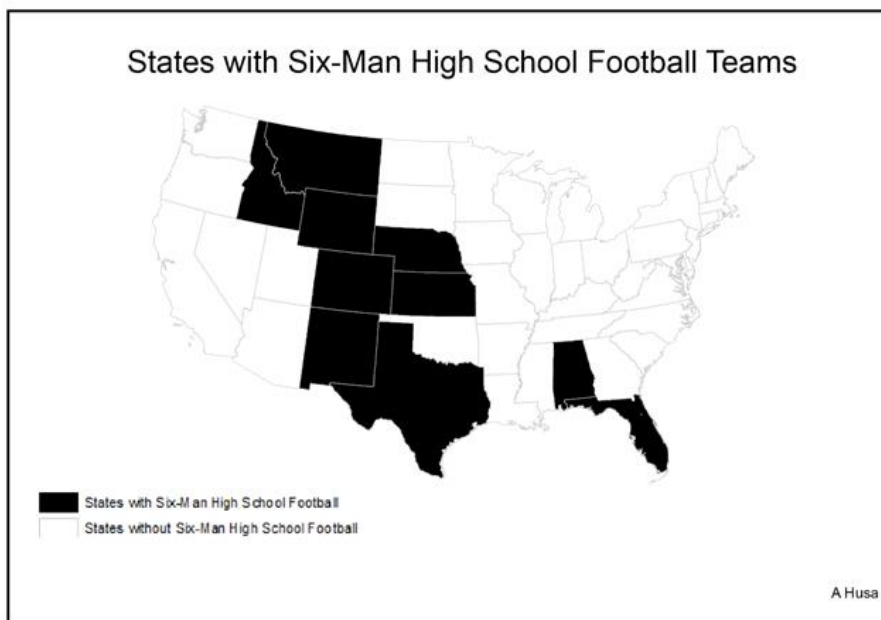 States with Six-Man High School Football Teams
States with Six-Man High School Football
States without Six-Man High School Football
A Husa